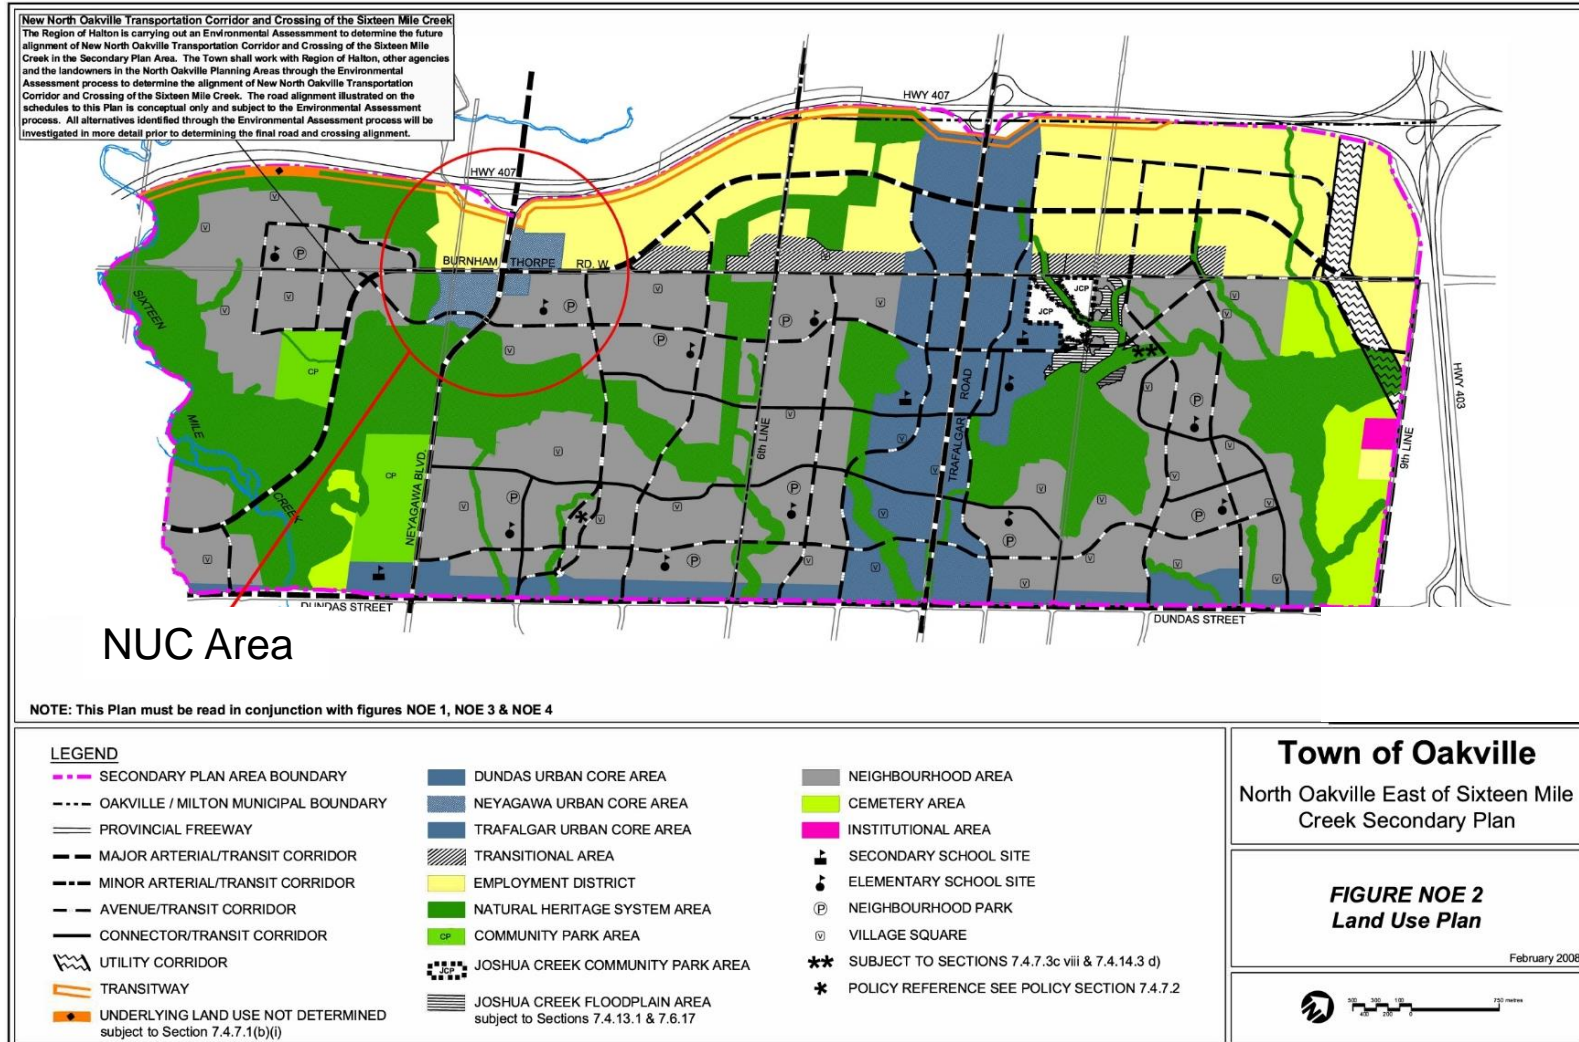 New North Oakville Transportation Corridor and Crossing of the Sixteen Mile Creek
The Region of Halton is carrying out an Environmental Assessmment to determine the future
alignment of New North Oakville Transportation Corridor and Crossing of the Sixteen Mile
Creek in the Secondary Plan Area. The Town shall work with Region of Halton, other agencies
and the landowners in the North Oakville Planning Areas through the Environmental
Assessment process to determine the alignment of New North Oakville Transportation
Corridor and Crossing of the Sixteen Mile Creek. The road alignment illustrated on the
schedules to this Plan is conceptual only and subject to the Environmental Assessment
process. All alternatives identified through the Environmental Assessment process will be
investigated in more detail prior to determining the final road and crossing alignment.
HWY 407
HWY 407
BURNHAM THORPE RD. W.
SIXTEEN
MILE
CREEK
NEYAGAWA BLVD.
6th LINE
TRAFALGAR ROAD
JCP
JCP
CP
CP
HWY 403
9th LINE
DUNDAS STREET
DUNDAS STREET
NUC Area
NOTE: This Plan must be read in conjunction with figures NOE 1, NOE 3 & NOE 4
LEGEND
SECONDARY PLAN AREA BOUNDARY
OAKVILLE / MILTON MUNICIPAL BOUNDARY
PROVINCIAL FREEWAY
MAJOR ARTERIAL/TRANSIT CORRIDOR
MINOR ARTERIAL/TRANSIT CORRIDOR
AVENUE/TRANSIT CORRIDOR
CONNECTOR/TRANSIT CORRIDOR
UTILITY CORRIDOR
TRANSITWAY
UNDERLYING LAND USE NOT DETERMINED
subject to Section 7.4.7.1(b)(i)
DUNDAS URBAN CORE AREA
NEYAGAWA URBAN CORE AREA
TRAFALGAR URBAN CORE AREA
TRANSITIONAL AREA
EMPLOYMENT DISTRICT
NATURAL HERITAGE SYSTEM AREA
CP COMMUNITY PARK AREA
JCP JOSHUA CREEK COMMUNITY PARK AREA
JOSHUA CREEK FLOODPLAIN AREA
subject to Sections 7.4.13.1 & 7.6.17
NEIGHBOURHOOD AREA
CEMETERY AREA
INSTITUTIONAL AREA
SECONDARY SCHOOL SITE
ELEMENTARY SCHOOL SITE
P NEIGHBOURHOOD PARK
V VILLAGE SQUARE
** SUBJECT TO SECTIONS 7.4.7.3c viii & 7.4.14.3 d)
* POLICY REFERENCE SEE POLICY SECTION 7.4.7.2
Town of Oakville
North Oakville East of Sixteen Mile
Creek Secondary Plan
FIGURE NOE 2
Land Use Plan
February 2008
500 300 100 750 metres
400 200 0